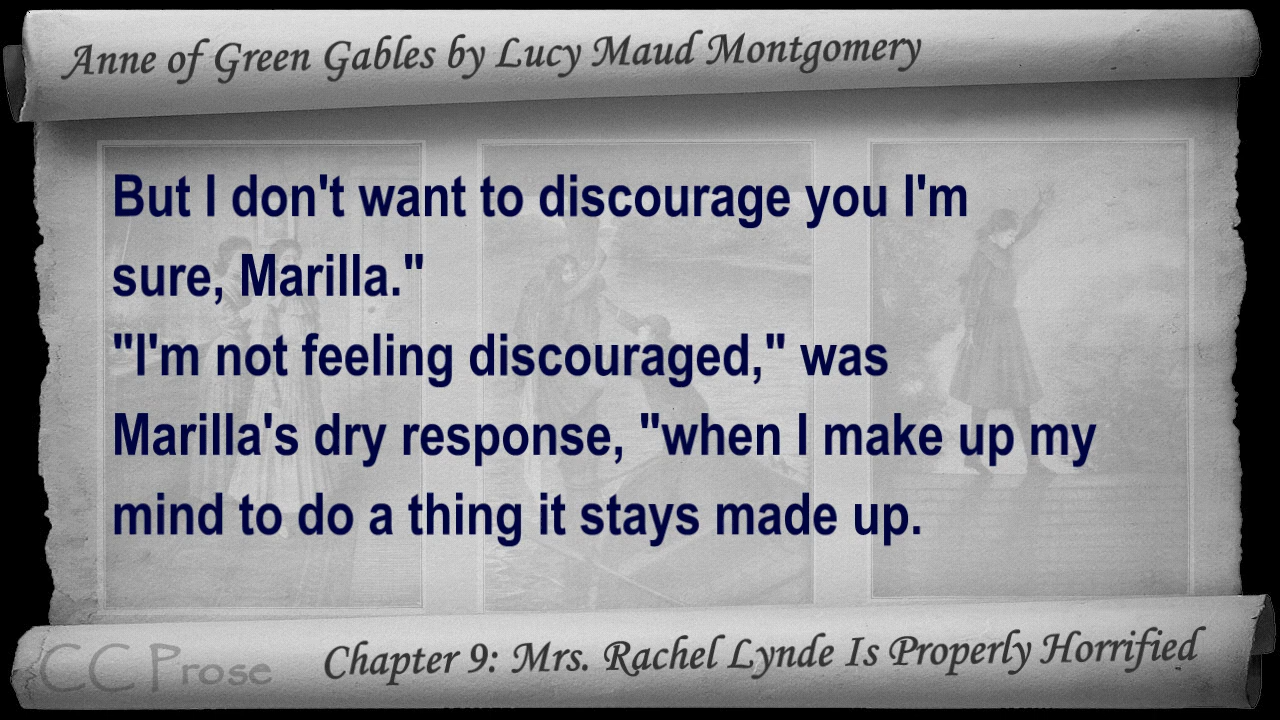 Anne of Green Gables by Lucy Maud Montgomery
But I don't want to discourage you I'm
sure, Marilla."
"I'm not feeling discouraged," was
Marilla's dry response, "when I make up my
mind to do a thing it stays made up.
CC Prose
Chapter 9: Mrs. Rachel Lynde Is Properly Horrified